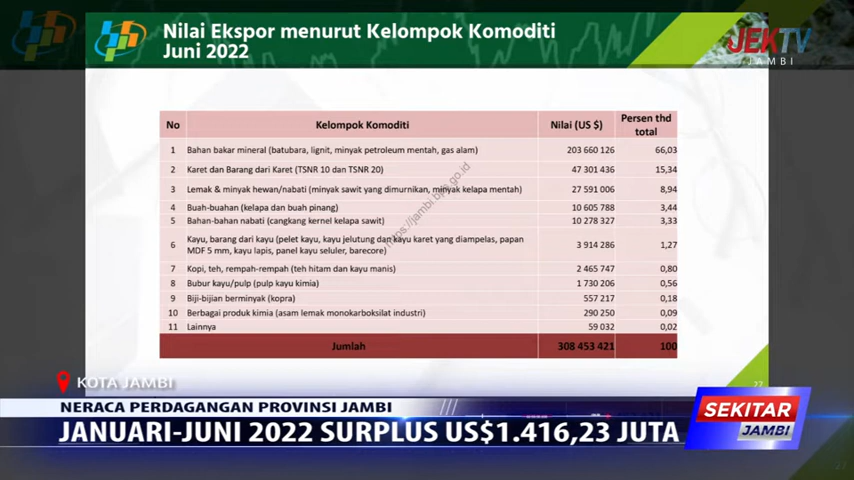 Nilai Ekspor menurut Kelompok Komoditi
Juni 2022
JEKTV
JAMBI
No Kelompok Komoditi Nilai (US $) Persen thd total
1 Bahan bakar mineral (batubara, lignit, minyak petroleum mentah, gas alam) 203 660 126 66,03
2 Karet dan Barang dari Karet (TSNR 10 dan TSNR 20) 47 301 436 15,34
3 Lemak & minyak hewan/nabati (minyak sawit yang dimurnikan, minyak kelapa mentah) 27 591 006 8,94
4 Buah-buahan (kelapa dan buah pinang) 10 605 788 3,44
5 Bahan-bahan nabati (cangkang kernel kelapa sawit) 10 278 327 3,33
6 Kayu, barang dari kayu (pelet kayu, kayu jelutung dan kayu karet yang diampelas, papan
MDF 5 mm, kayu lapis, panel kayu seluler, barecore) 3 914 286 1,27
7 Kopi, teh, rempah-rempah (teh hitam dan kayu manis) 2 465 747 0,80
8 Bubur kayu/pulp (pulp kayu kimia) 1 730 206 0,56
9 Biji-bijian berminyak (kopra) 557 217 0,18
10 Berbagai produk kimia (asam lemak monokarboksilat industri) 290 250 0,09
11 Lainnya 59 032 0,02
Jumlah 308 453 421 100
https://jambi.bps.go.id
27
KOTA JAMBI
NERACA PERDAGANGAN PROVINSI JAMBI
JANUARI-JUNI 2022 SURPLUS US$1.416,23 JUTA
SEKITAR
JAMBI
27